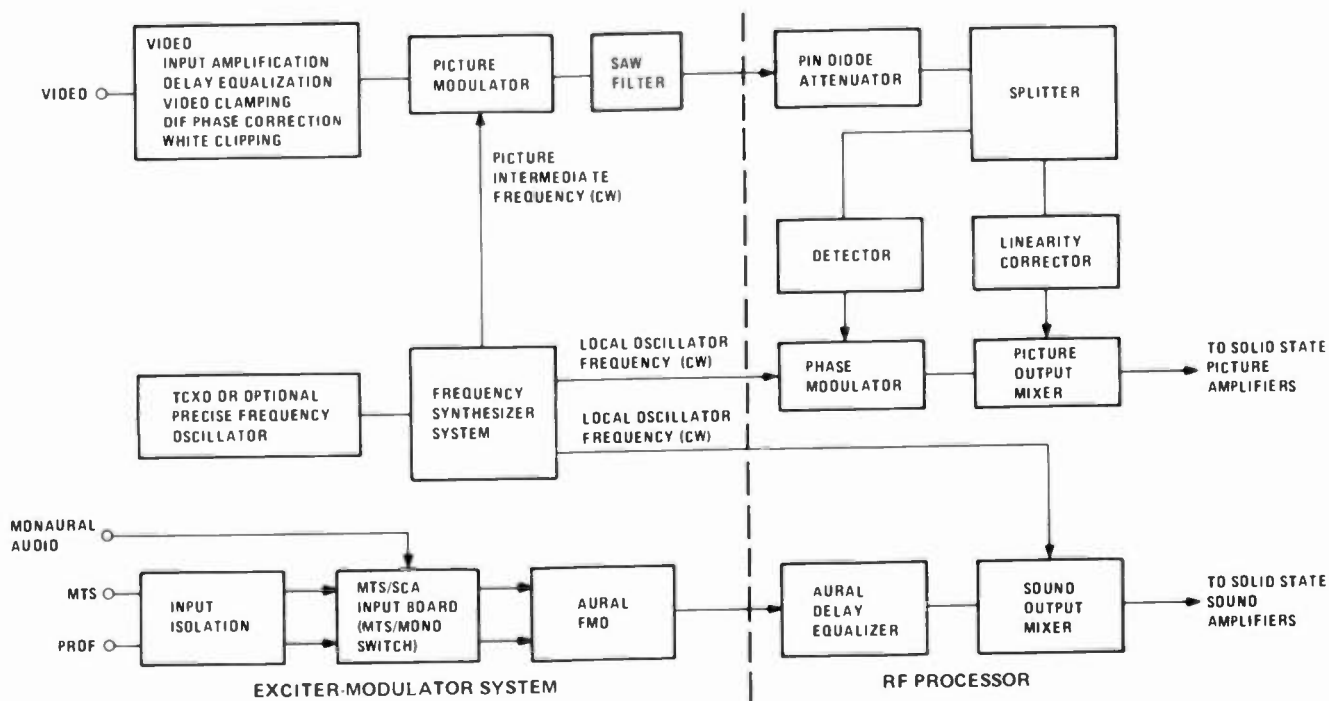 VIDEO
VIDEO
INPUT AMPLIFICATION
DELAY EQUALIZATION
VIDEO CLAMPING
DIF PHASE CORRECTION
WHITE CLIPPING
PICTURE
MODULATOR
SAW
FILTER
PIN DIODE
ATTENUATOR
SPLITTER
PICTURE
INTERMEDIATE
FREQUENCY (CW)
DETECTOR
LINEARITY
CORRECTOR
TCXO OR OPTIONAL
PRECISE FREQUENCY
OSCILLATOR
FREQUENCY
SYNTHESIZER
SYSTEM
LOCAL OSCILLATOR
FREQUENCY (CW)
LOCAL OSCILLATOR
FREQUENCY (CW)
PHASE
MODULATOR
PICTURE
OUTPUT
MIXER
TO SOLID STATE
PICTURE
AMPLIFIERS
MONAURAL
AUDIO
MTS
PROF
INPUT
ISOLATION
MTS/SCA
INPUT BOARD
(MTS/MONO
SWITCH)
AURAL
FMO
AURAL
DELAY
EQUALIZER
SOUND
OUTPUT
MIXER
TO SOLID STATE
SOUND
AMPLIFIERS
EXCITER-MODULATOR SYSTEM
RF PROCESSOR